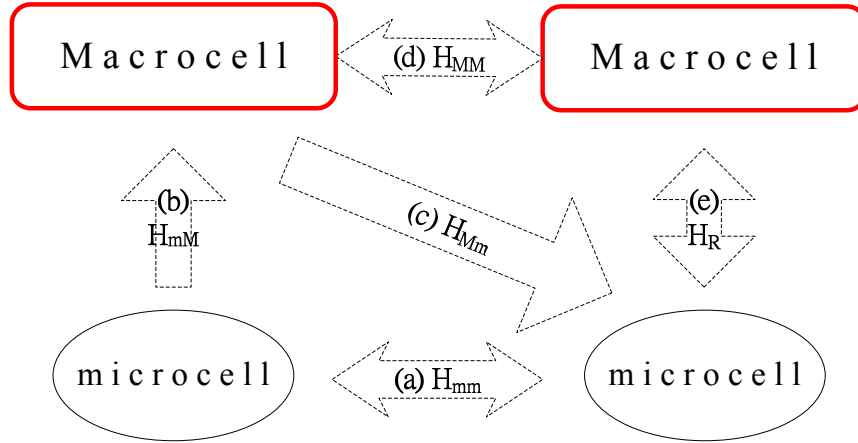 Macrocell
(d) HMM
Macrocell
(b)
HmM
(c) HMm
(e)
HR
microcell
(a) Hmm
microcell